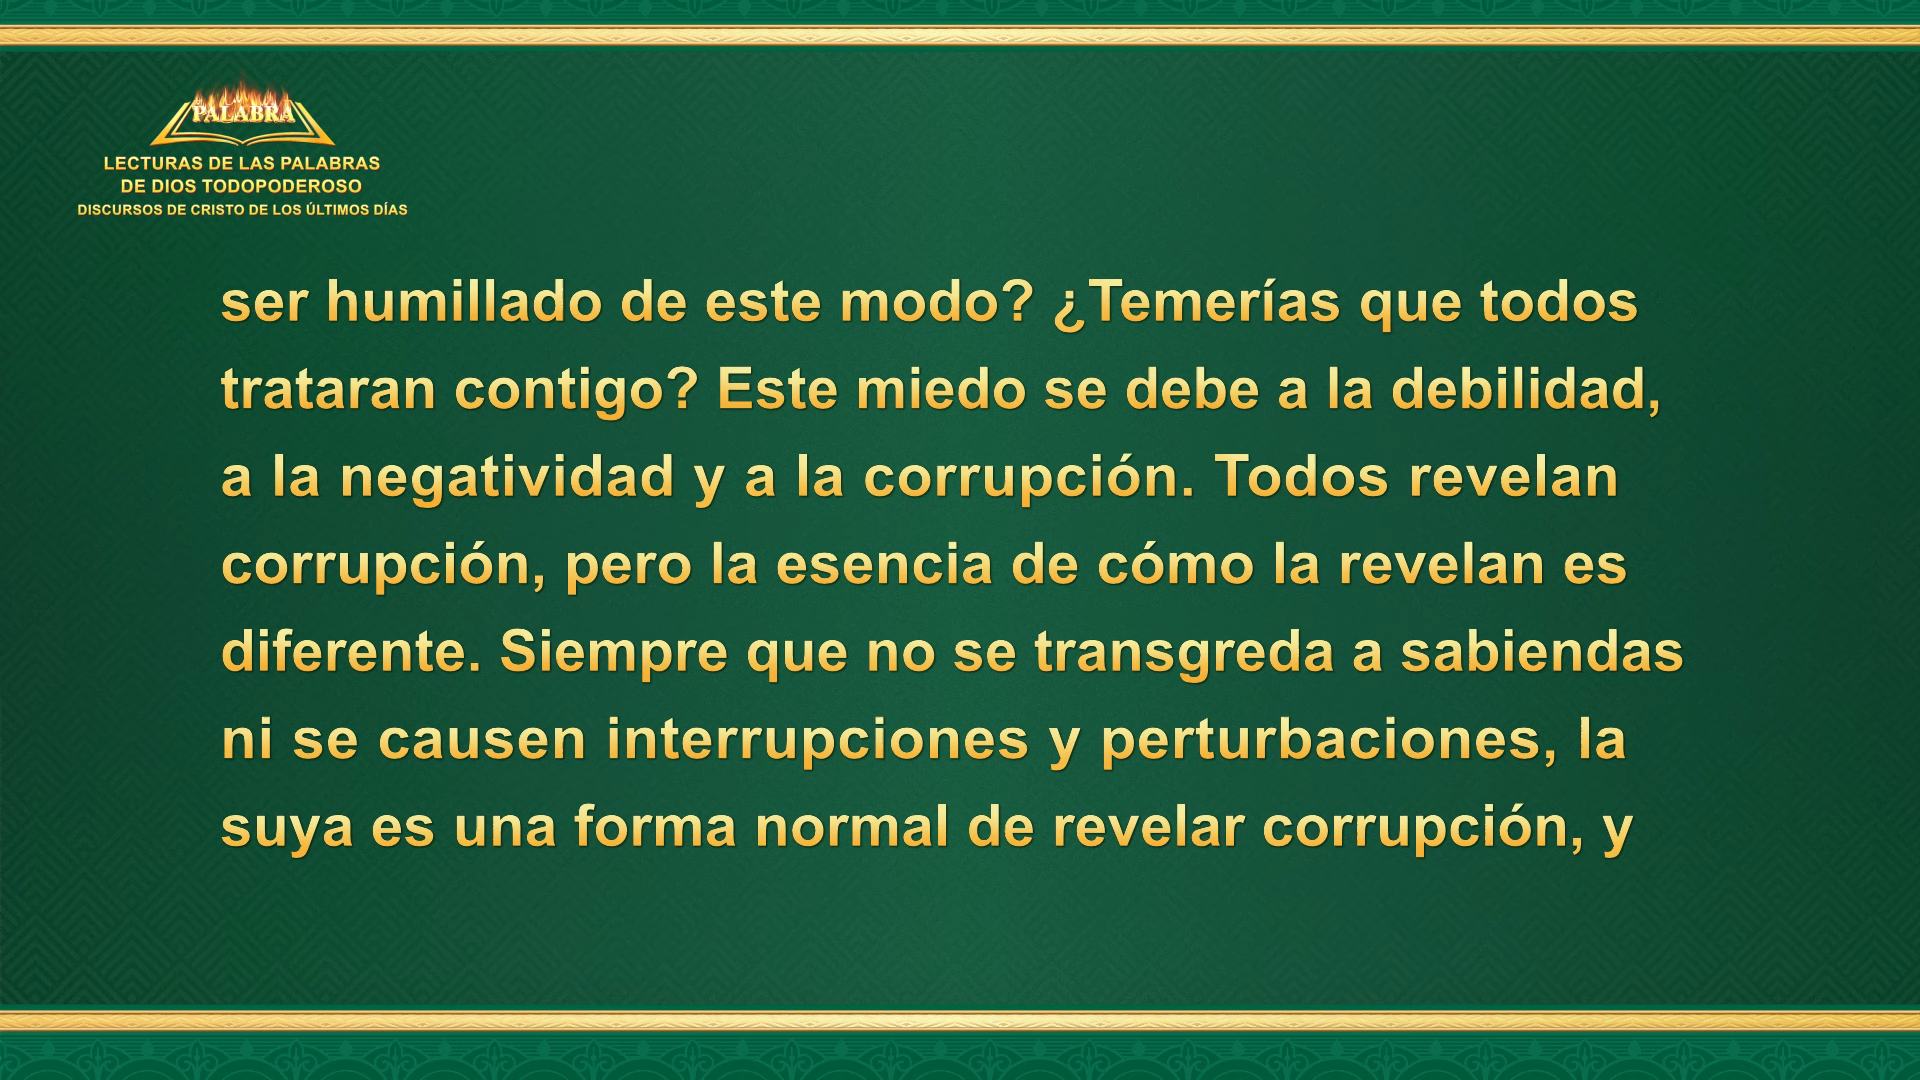 PALABRA
LECTURAS DE LAS PALABRAS
DE DIOS TODOPODEROSO
DISCURSOS DE CRISTO DE LOS ÚLTIMOS DÍAS
ser humillado de este modo? ¿Temerías que todos
trataran contigo? Este miedo se debe a la debilidad,
a la negatividad y a la corrupción. Todos revelan
corrupción, pero la esencia de cómo la revelan es
diferente. Siempre que no se transgreda a sabiendas
ni se causen interrupciones y perturbaciones, la
suya es una forma normal de revelar corrupción, y